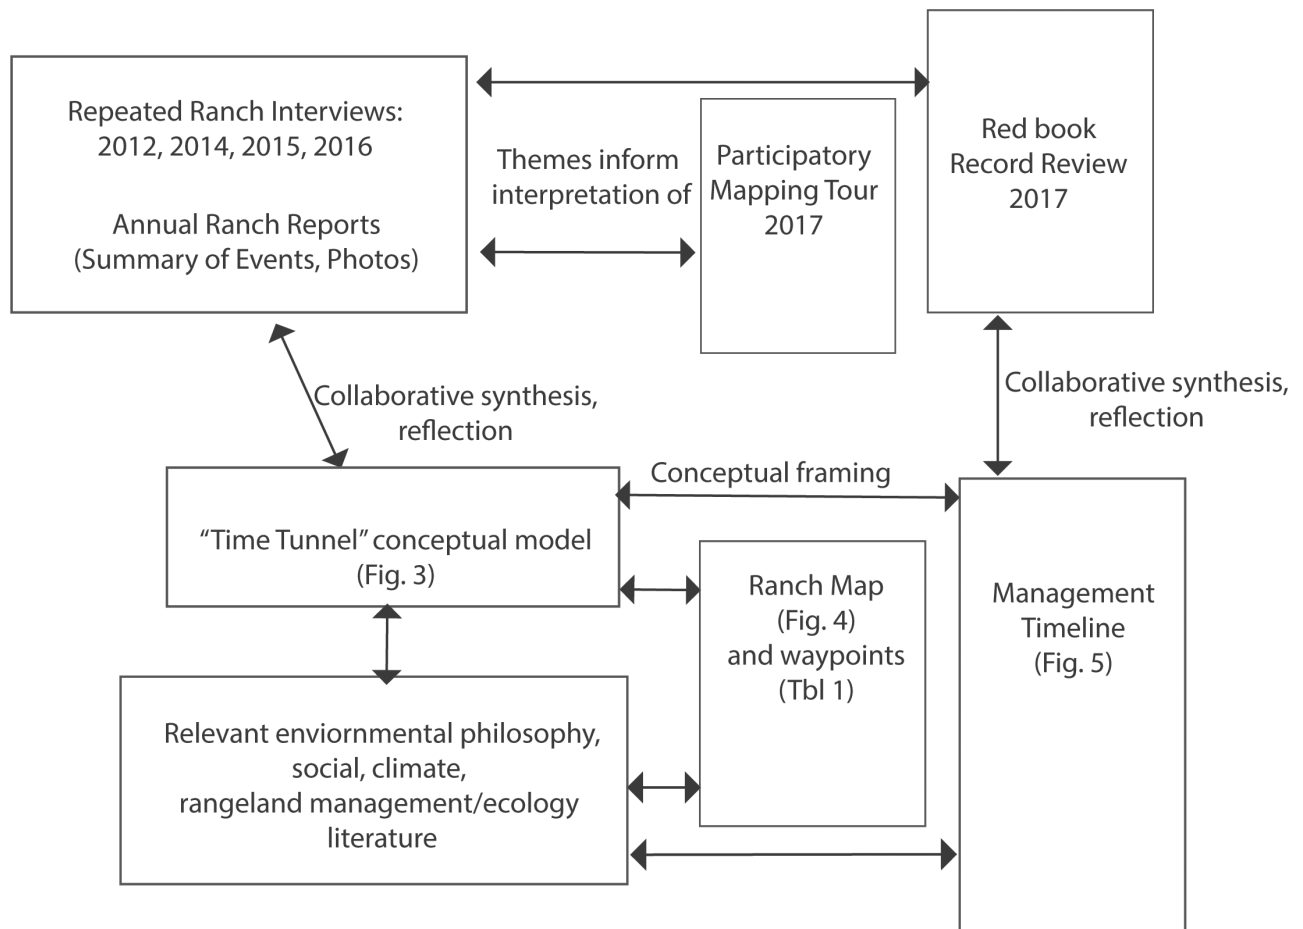 Repeated Ranch Interviews:
2012, 2014, 2015, 2016
Annual Ranch Reports
(Summary of Events, Photos)
Themes inform
interpretation of
Participatory
Mapping Tour
2017
Red book
Record Review
2017
Collaborative synthesis,
reflection
Collaborative synthesis,
reflection
Conceptual framing
“Time Tunnel” conceptual model
(Fig. 3)
Ranch Map
(Fig. 4)
and waypoints
(Tbl 1)
Management
Timeline
(Fig. 5)
Relevant enviornmental philosophy,
social, climate,
rangeland management/ecology
literature